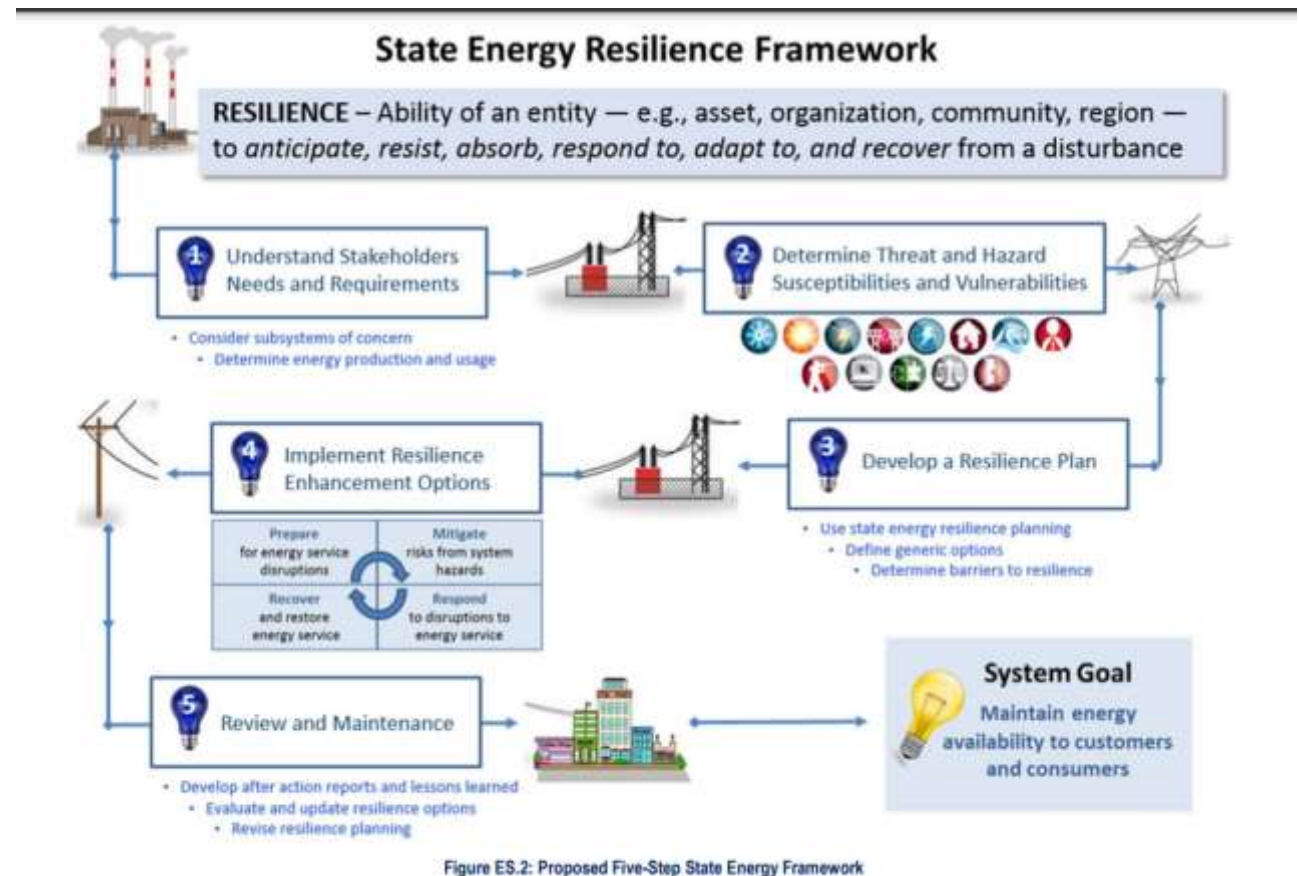 State Energy Resilience Framework
RESILIENCE – Ability of an entity — e.g., asset, organization, community, region —
to anticipate, resist, absorb, respond to, adapt to, and recover from a disturbance
1
Understand Stakeholders
Needs and Requirements
• Consider subsystems of concern
• Determine energy production and usage
2
Determine Threat and Hazard
Susceptibilities and Vulnerabilities
3
Develop a Resilience Plan
• Use state energy resilience planning
• Define generic options
• Determine barriers to resilience
4
Implement Resilience
Enhancement Options
Prepare
for energy service
disruptions
Mitigate
risks from system
hazards
Recover
and restore
energy service
Respond
to disruptions to
energy service
5
Review and Maintenance
• Develop after action reports and lessons learned
• Evaluate and update resilience options
• Revise resilience planning
System Goal
Maintain energy
availability to customers
and consumers
Figure ES.2: Proposed Five-Step State Energy Framework